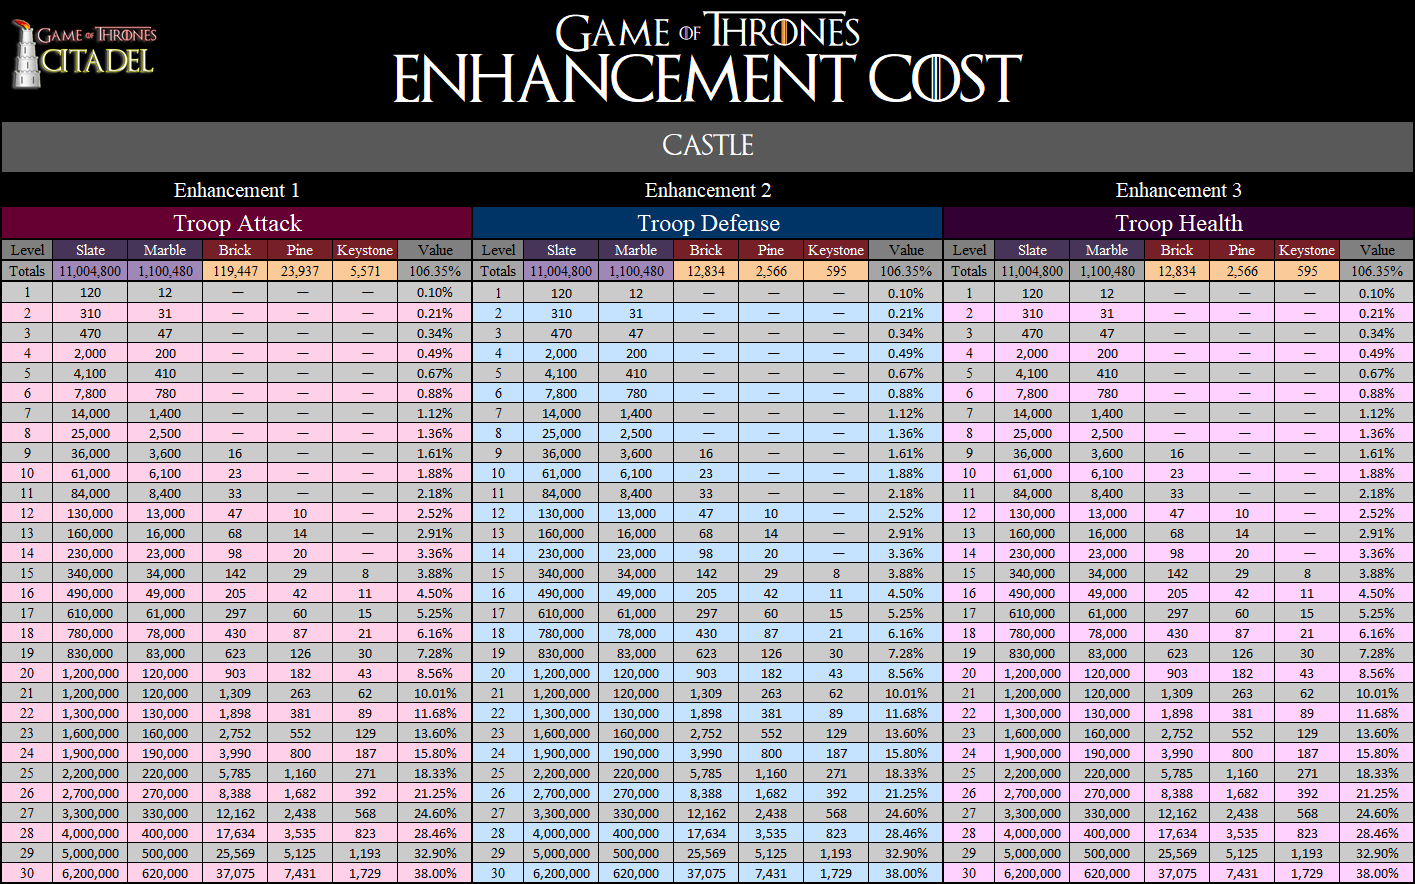 GAME OF THRONES
CITADEL
GAME OF THRONES
ENHANCEMENT COST
CASTLE
Enhancement 1 Enhancement 2 Enhancement 3
Troop Attack Troop Defense Troop Health
Level Slate Marble Brick Pine Keystone Value Level Slate Marble Brick Pine Keystone Value Level Slate Marble Brick Pine Keystone Value
Totals 11,004,800 1,100,480 119,447 23,937 5,571 106.35% Totals 11,004,800 1,100,480 12,834 2,566 595 106.35% Totals 11,004,800 1,100,480 12,834 2,566 595 106.35%
1 120 12 — — — 0.10% 1 120 12 — — — 0.10% 1 120 12 — — — 0.10%
2 310 31 — — — 0.21% 2 310 31 — — — 0.21% 2 310 31 — — — 0.21%
3 470 47 — — — 0.34% 3 470 47 — — — 0.34% 3 470 47 — — — 0.34%
4 2,000 200 — — — 0.49% 4 2,000 200 — — — 0.49% 4 2,000 200 — — — 0.49%
5 4,100 410 — — — 0.67% 5 4,100 410 — — — 0.67% 5 4,100 410 — — — 0.67%
6 7,800 780 — — — 0.88% 6 7,800 780 — — — 0.88% 6 7,800 780 — — — 0.88%
7 14,000 1,400 — — — 1.12% 7 14,000 1,400 — — — 1.12% 7 14,000 1,400 — — — 1.12%
8 25,000 2,500 — — — 1.36% 8 25,000 2,500 — — — 1.36% 8 25,000 2,500 — — — 1.36%
9 36,000 3,600 16 — — 1.61% 9 36,000 3,600 16 — — 1.61% 9 36,000 3,600 16 — — 1.61%
10 61,000 6,100 23 — — 1.88% 10 61,000 6,100 23 — — 1.88% 10 61,000 6,100 23 — — 1.88%
11 84,000 8,400 33 — — 2.18% 11 84,000 8,400 33 — — 2.18% 11 84,000 8,400 33 — — 2.18%
12 130,000 13,000 47 10 — 2.52% 12 130,000 13,000 47 10 — 2.52% 12 130,000 13,000 47 10 — 2.52%
13 160,000 16,000 68 14 — 2.91% 13 160,000 16,000 68 14 — 2.91% 13 160,000 16,000 68 14 — 2.91%
14 230,000 23,000 98 20 — 3.36% 14 230,000 23,000 98 20 — 3.36% 14 230,000 23,000 98 20 — 3.36%
15 340,000 34,000 142 29 8 3.88% 15 340,000 34,000 142 29 8 3.88% 15 340,000 34,000 142 29 8 3.88%
16 490,000 49,000 205 42 11 4.50% 16 490,000 49,000 205 42 11 4.50% 16 490,000 49,000 205 42 11 4.50%
17 610,000 61,000 297 60 15 5.25% 17 610,000 61,000 297 60 15 5.25% 17 610,000 61,000 297 60 15 5.25%
18 780,000 78,000 430 87 21 6.16% 18 780,000 78,000 430 87 21 6.16% 18 780,000 78,000 430 87 21 6.16%
19 830,000 83,000 623 126 30 7.28% 19 830,000 83,000 623 126 30 7.28% 19 830,000 83,000 623 126 30 7.28%
20 1,200,000 120,000 903 182 43 8.56% 20 1,200,000 120,000 903 182 43 8.56% 20 1,200,000 120,000 903 182 43 8.56%
21 1,200,000 120,000 1,309 263 62 10.01% 21 1,200,000 120,000 1,309 263 62 10.01% 21 1,200,000 120,000 1,309 263 62 10.01%
22 1,300,000 130,000 1,898 381 89 11.68% 22 1,300,000 130,000 1,898 381 89 11.68% 22 1,300,000 130,000 1,898 381 89 11.68%
23 1,600,000 160,000 2,752 552 129 13.60% 23 1,600,000 160,000 2,752 552 129 13.60% 23 1,600,000 160,000 2,752 552 129 13.60%
24 1,900,000 190,000 3,990 800 187 15.80% 24 1,900,000 190,000 3,990 800 187 15.80% 24 1,900,000 190,000 3,990 800 187 15.80%
25 2,200,000 220,000 5,785 1,160 271 18.33% 25 2,200,000 220,000 5,785 1,160 271 18.33% 25 2,200,000 220,000 5,785 1,160 271 18.33%
26 2,700,000 270,000 8,388 1,682 392 21.25% 26 2,700,000 270,000 8,388 1,682 392 21.25% 26 2,700,000 270,000 8,388 1,682 392 21.25%
27 3,300,000 330,000 12,162 2,438 568 24.60% 27 3,300,000 330,000 12,162 2,438 568 24.60% 27 3,300,000 330,000 12,162 2,438 568 24.60%
28 4,000,000 400,000 17,634 3,535 823 28.46% 28 4,000,000 400,000 17,634 3,535 823 28.46% 28 4,000,000 400,000 17,634 3,535 823 28.46%
29 5,000,000 500,000 25,569 5,125 1,193 32.90% 29 5,000,000 500,000 25,569 5,125 1,193 32.90% 29 5,000,000 500,000 25,569 5,125 1,193 32.90%
30 6,200,000 620,000 37,075 7,431 1,729 38.00% 30 6,200,000 620,000 37,075 7,431 1,729 38.00% 30 6,200,000 620,000 37,075 7,431 1,729 38.00%